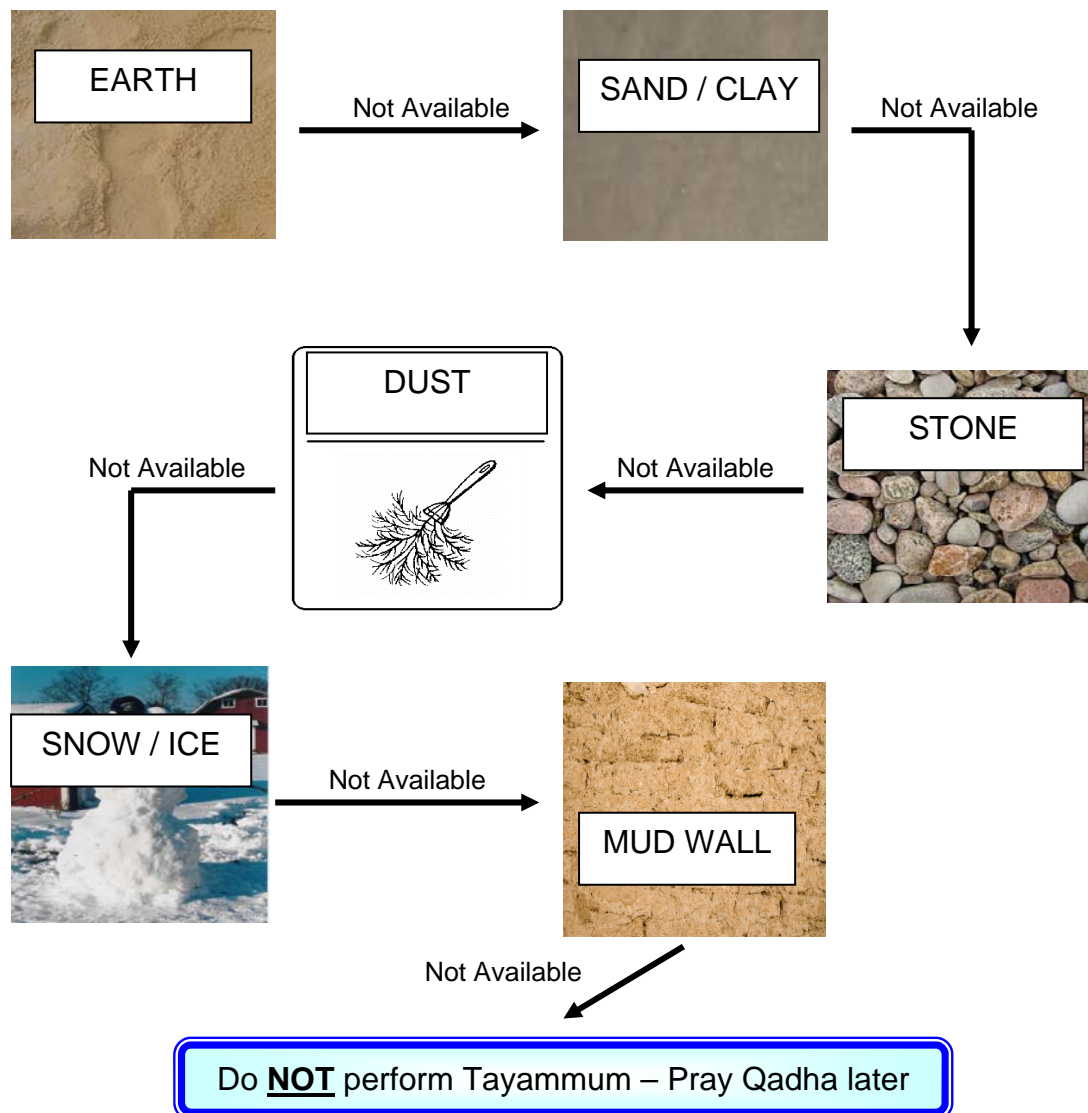 EARTH
Not Available
SAND / CLAY
Not Available
STONE
Not Available
DUST
Not Available
SNOW / ICE
Not Available
MUD WALL
Not Available
Do NOT perform Tayammum – Pray Qadha later